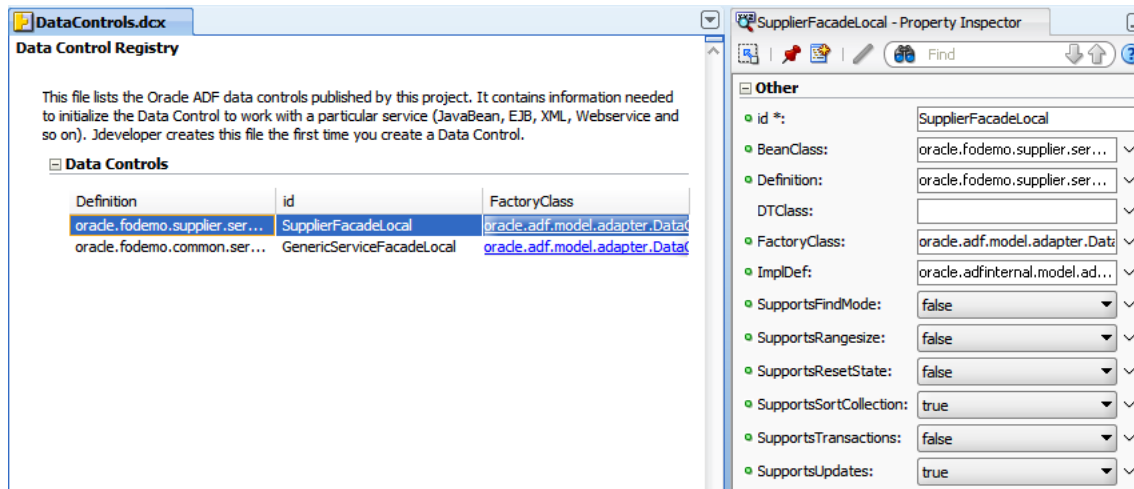 DataControls.dcx
Data Control Registry
This file lists the Oracle ADF data controls published by this project. It contains information needed
to initialize the Data Control to work with a particular service (JavaBean, EJB, XML, Webservice and
so on). Jdeveloper creates this file the first time you create a Data Control.
Data Controls
Definition id FactoryClass
oracle.fodemo.supplier.ser... SupplierFacadeLocal oracle.adf.model.adapter.DataC
oracle.fodemo.common.ser... GenericServiceFacadeLocal oracle.adf.model.adapter.DataC
SupplierFacadeLocal - Property Inspector
Find
Other
id *: SupplierFacadeLocal
BeanClass: oracle.fodemo.supplier.ser...
Definition: oracle.fodemo.supplier.ser...
DTClass:
FactoryClass: oracle.adf.model.adapter.Data
ImplDef: oracle.adfinternal.model.ad...
SupportsFindMode: false
SupportsRangesize: false
SupportsResetState: false
SupportsSortCollection: true
SupportsTransactions: false
SupportsUpdates: true